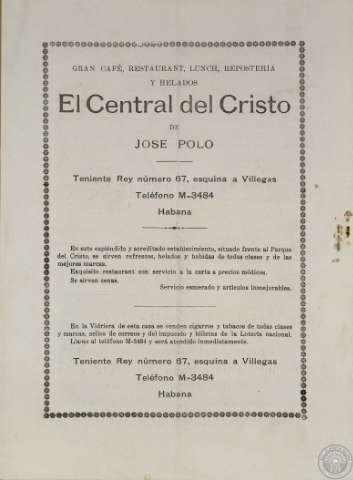 GRAN CAFÉ, RESTAURANT, LUNCH, REPOSTERIA
Y HELADOS
El Central del Cristo
DE
JOSE POLO
Teniente Rey número 67, esquina a Villegas
Teléfono M-3484
Habana
En este espléndido y acreditado establecimiento, situado frente al Parque
del Cristo, se sirven refrescos, helados y bebidas de todas clases y de las
mejores marcas.
Exquisito restaurant con servicio a la carta a precios módicos.
Se sirven cenas.
Servicio esmerado y artículos inmejorables.
En la Vidriera de esta casa se venden cigarros y tabacos de todas clases
y marcas, sellos de correos y del impuesto y billetes de la Lotería nacional.
Llame al teléfono M-3484 y será atendido inmediatamente.
Teniente Rey número 67, esquina a Villegas
Teléfono M-3484
Habana